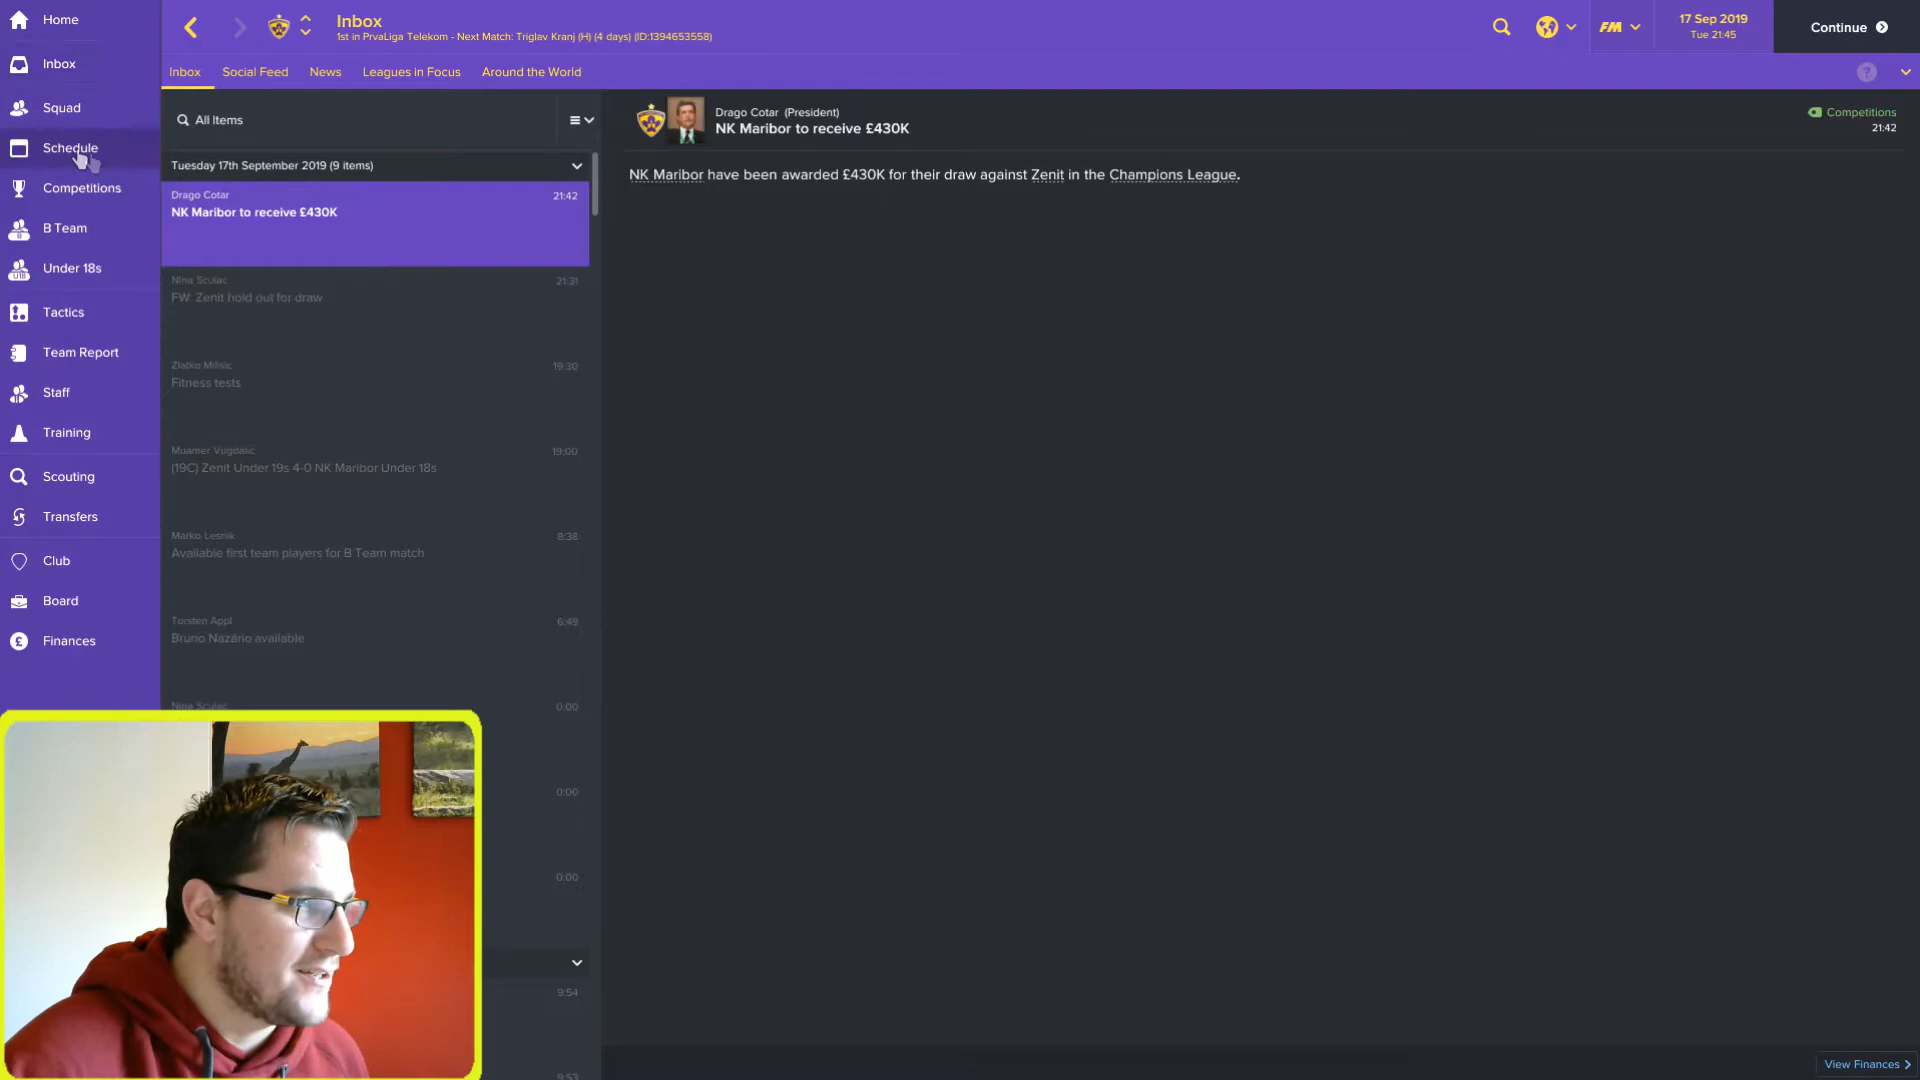 Home
Inbox
Squad
Schedule
Competitions
B Team
Under 18s
Tactics
Team Report
Staff
Training
Scouting
Transfers
Club
Board
Finances
Inbox
1st in PrvaLiga Telekom - Next Match: Triglav Kranj (H) (4 days) (ID:1394653558)
FM
17 Sep 2019
Tue 21:45
Continue
Inbox Social Feed News Leagues in Focus Around the World
?
All Items
Tuesday 17th September 2019 (9 items)
Drago Cotar 21:42
NK Maribor to receive £430K
Nina Sculac 21:31
FW: Zenit hold out for draw
Zlatko Milisic 19:30
Fitness tests
Muamer Vugdalic 19:00
(19C) Zenit Under 19s 4-0 NK Maribor Under 18s
Marko Lesnik 8:38
Available first team players for B Team match
Torsten Appl 6:49
Bruno Nazário available
Nina Sculac 0:00
0:00
0:00
9:54
9:53
Drago Cotar (President)
NK Maribor to receive £430K
Competitions
21:42
NK Maribor have been awarded £430K for their draw against Zenit in the Champions League.
View Finances